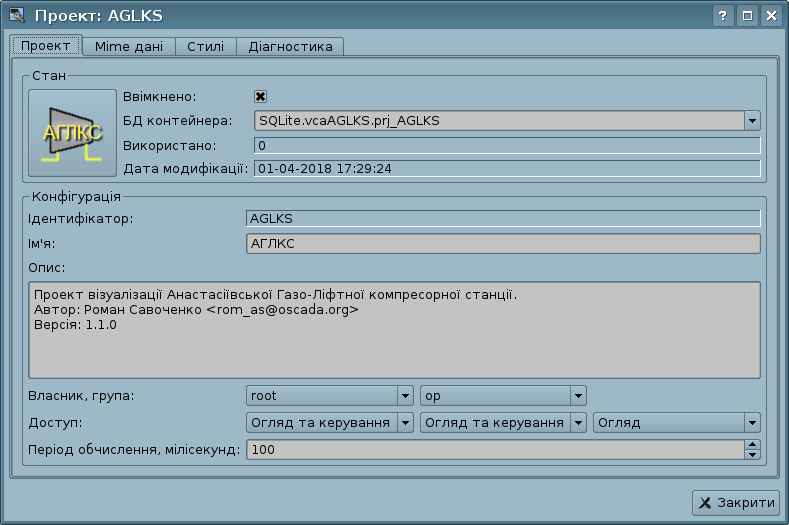 Проект: AGLKS
Проект Mime дані Стилі Діагностика
Стан
АГЛКС
Ввімкнено:
БД контейнера: SQLite.vcaAGLKS.prj_AGLKS
Використано: 0
Дата модифікації: 01-04-2018 17:29:24
Конфігурація
Ідентифікатор: AGLKS
Ім'я: АГЛКС
Опис:
Проект візуалізації Анастасіївської Газо-Ліфтної компресорної станції.
Автор: Роман Савоченко <rom_as@oscada.org>
Версія: 1.1.0
Власник, група: root op
Доступ: Огляд та керування Огляд та керування Огляд
Період обчислення, мілісекунд: 100
Закрити